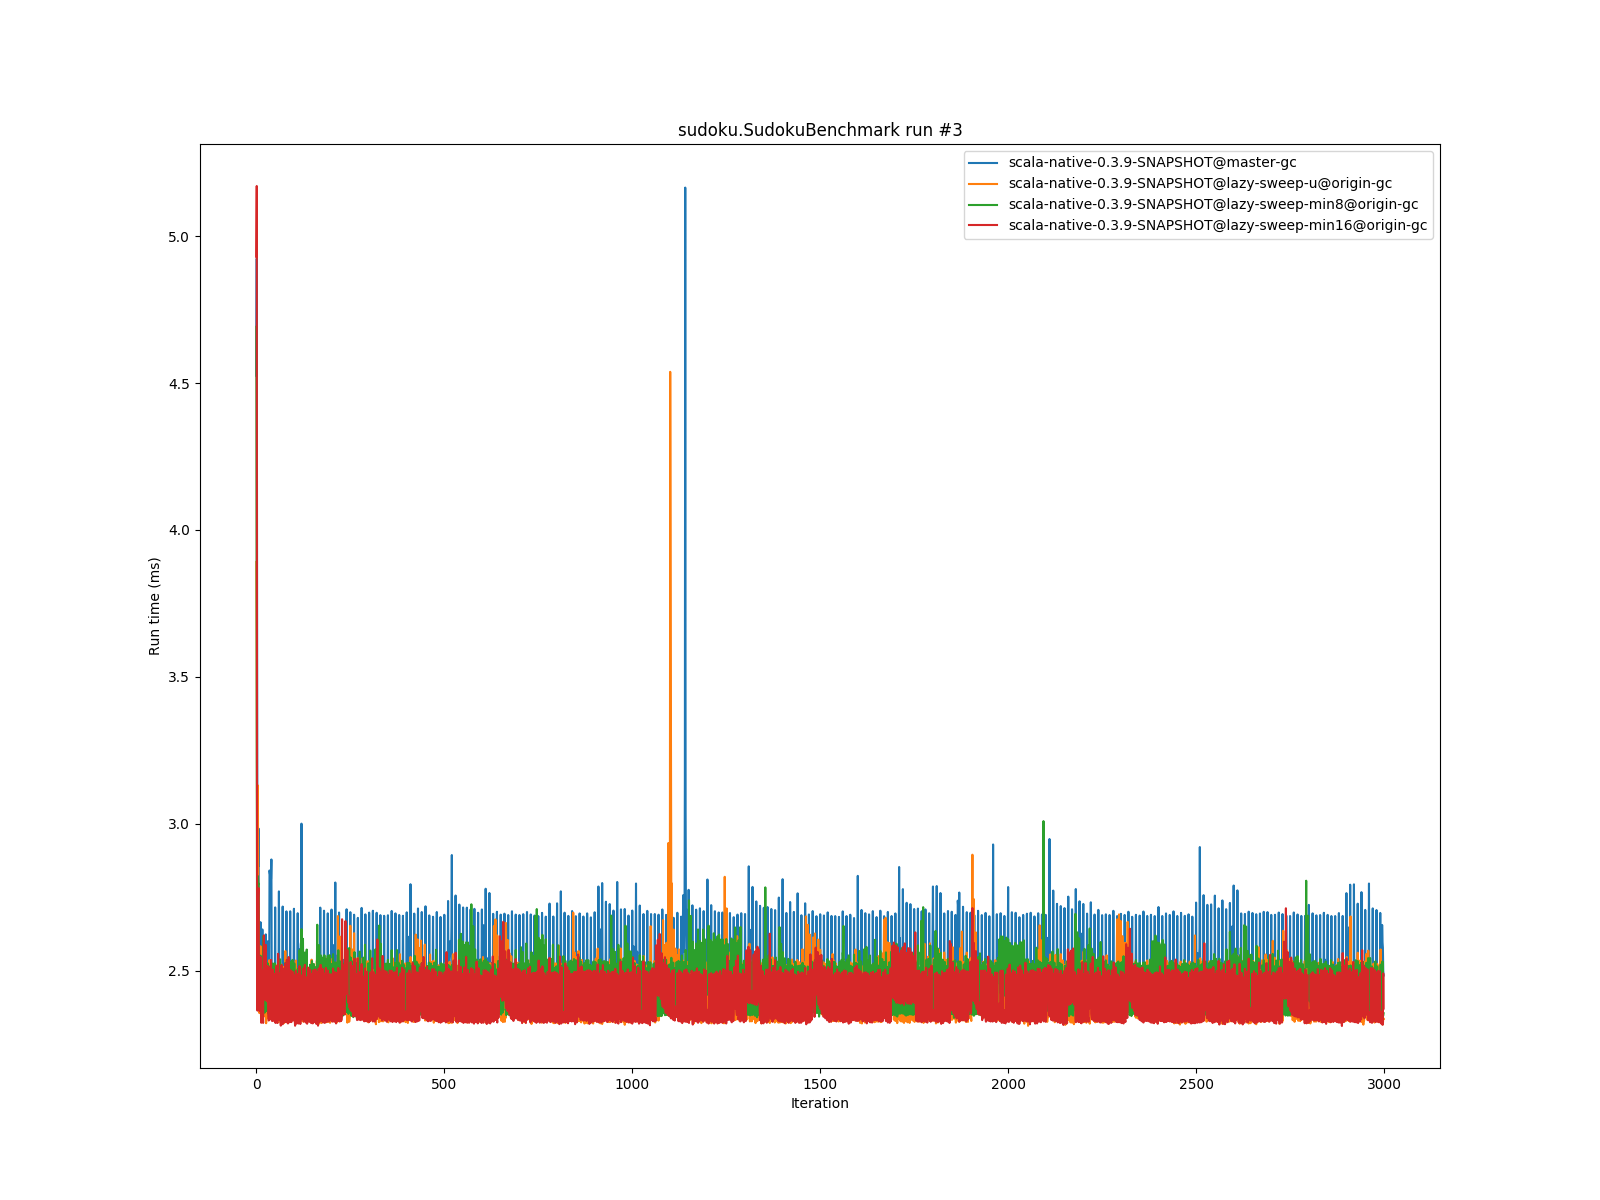 sudoku.SudokuBenchmark run #3
scala-native-0.3.9-SNAPSHOT@master-gc
scala-native-0.3.9-SNAPSHOT@lazy-sweep-u@origin-gc
scala-native-0.3.9-SNAPSHOT@lazy-sweep-min8@origin-gc
scala-native-0.3.9-SNAPSHOT@lazy-sweep-min16@origin-gc
5.0
4.5
4.0
3.5
3.0
2.5
Run time (ms)
0 500 1000 1500 2000 2500 3000
Iteration